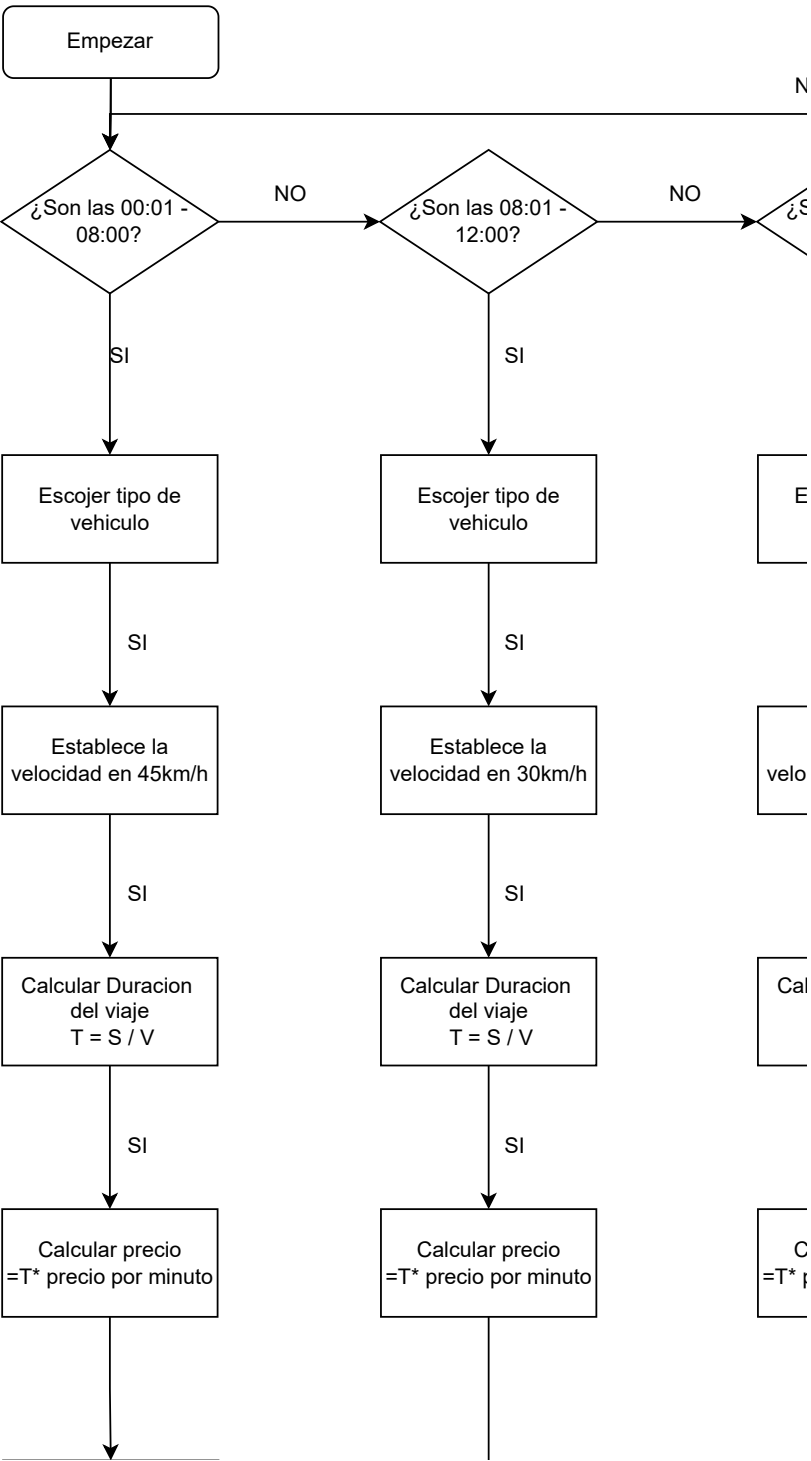 Empezar
¿Son las 00:01 -
08:00?
NO
¿Son las 08:01 -
12:00?
NO
SI
SI
Escojer tipo de
vehiculo
Escojer tipo de
vehiculo
SI
SI
Establece la
velocidad en 45km/h
Establece la
velocidad en 30km/h
SI
SI
Calcular Duracion
del viaje
T = S / V
Calcular Duracion
del viaje
T = S / V
SI
SI
Calcular precio
=T* precio por minuto
Calcular precio
=T* precio por minuto
=T*